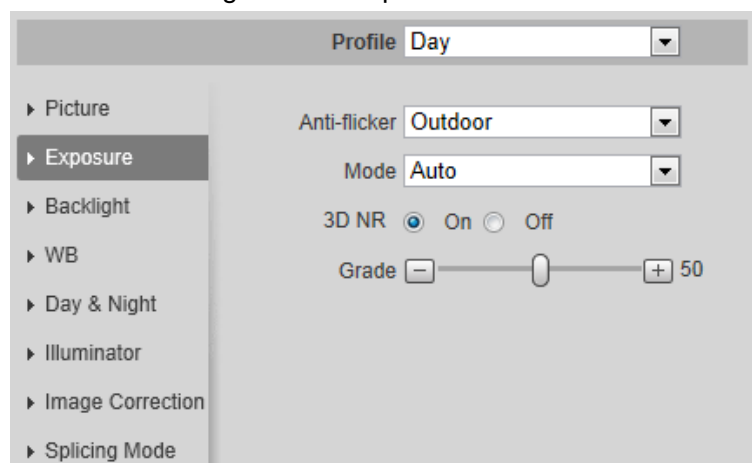 Profile Day
Picture
Anti-flicker Outdoor
Exposure
Mode Auto
Backlight
3D NR On Off
WB
Grade 50
Day & Night
Illuminator
Image Correction
Splicing Mode